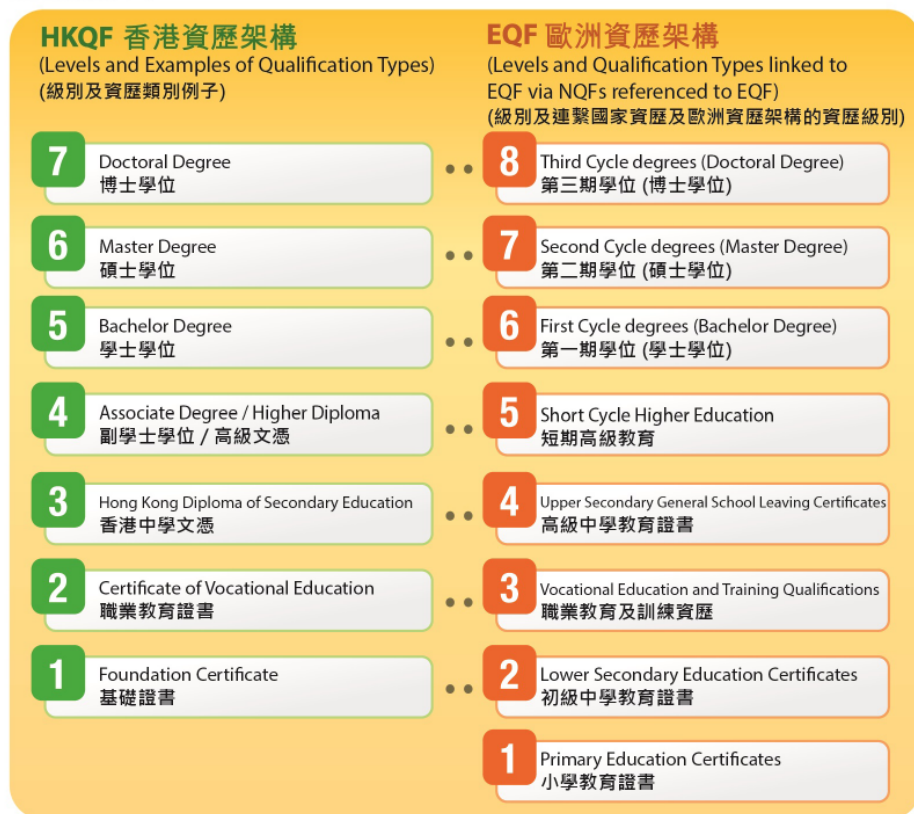 HKQF 香港資歷架構
(Levels and Examples of Qualification Types)
(級別及資歷類別例子)
EQF 歐洲資歷架構
(Levels and Qualification Types linked to
EQF via NQFs referenced to EQF)
(級別及連繫國家資歷及歐洲資歷架構的資歷級別)
7
Doctoral Degree
博士學位
8
Third Cycle degrees (Doctoral Degree)
第三期學位 (博士學位)
6
Master Degree
碩士學位
7
Second Cycle degrees (Master Degree)
第二期學位 (碩士學位)
5
Bachelor Degree
學士學位
6
First Cycle degrees (Bachelor Degree)
第一期學位 (學士學位)
4
Associate Degree / Higher Diploma
副學士學位 / 高級文憑
5
Short Cycle Higher Education
短期高級教育
3
Hong Kong Diploma of Secondary Education
香港中學文憑
4
Upper Secondary General School Leaving Certificates
高級中學教育證書
2
Certificate of Vocational Education
職業教育證書
3
Vocational Education and Training Qualifications
職業教育及訓練資歷
1
Foundation Certificate
基礎證書
2
Lower Secondary Education Certificates
初級中學教育證書
1
Primary Education Certificates
小學教育證書